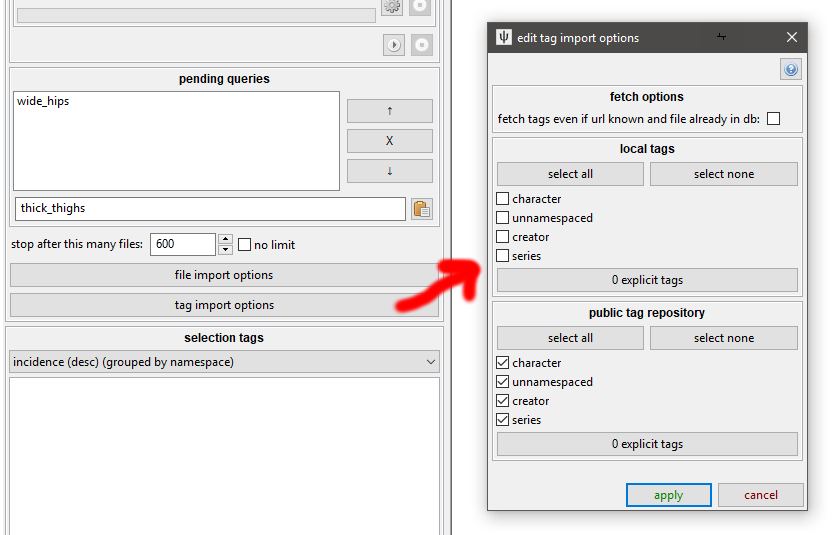 pending queries
wide_hips
↑
X
↓
thick_thighs
stop after this many files: 600 no limit
file import options
tag import options
selection tags
incidence (desc) (grouped by namespace)
edit tag import options
fetch options
fetch tags even if url known and file already in db:
local tags
select all select none
character
unnamespaced
creator
series
0 explicit tags
public tag repository
select all select none
character
unnamespaced
creator
series
0 explicit tags
apply cancel